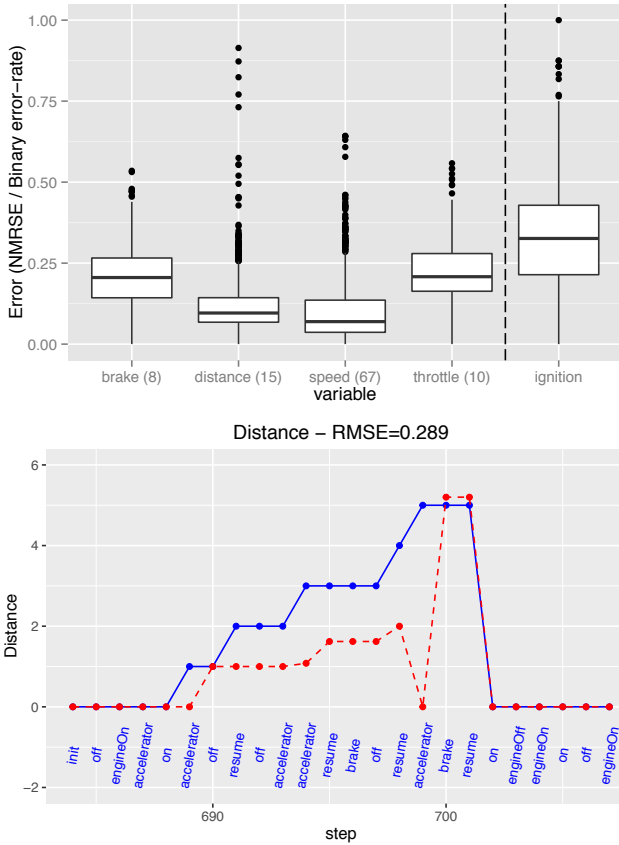 Error (NMRSE / Binary error−rate)
1.00
0.75
0.50
0.25
0.00
brake (8) distance (15) speed (67) throttle (10) ignition
variable
Distance − RMSE=0.289
Distance
6
4
2
0
−2
init off engineOn accelerator on accelerator off resume off accelerator accelerator resume brake off resume accelerator brake resume on engineOff engineOn on off engineOn
690 700
step